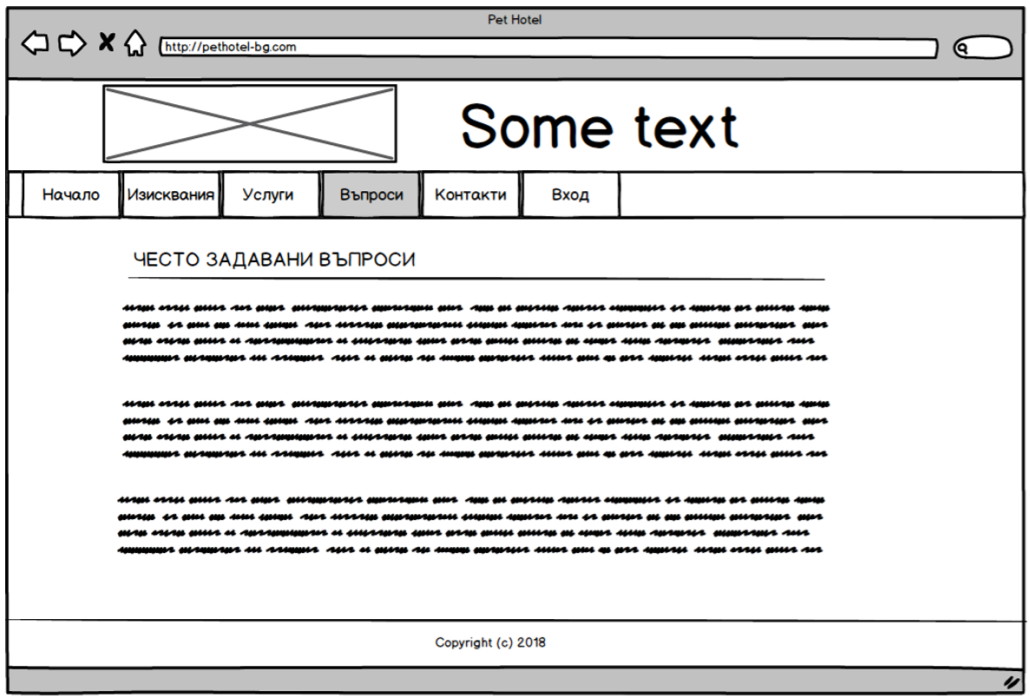 Pet Hotel
http://pethotel-bg.com
Some text
Начало
Изисквания
Услуги
Въпроси
Контакти
Вход
ЧЕСТО ЗАДАВАНИ ВЪПРОСИ
Copyright (c) 2018